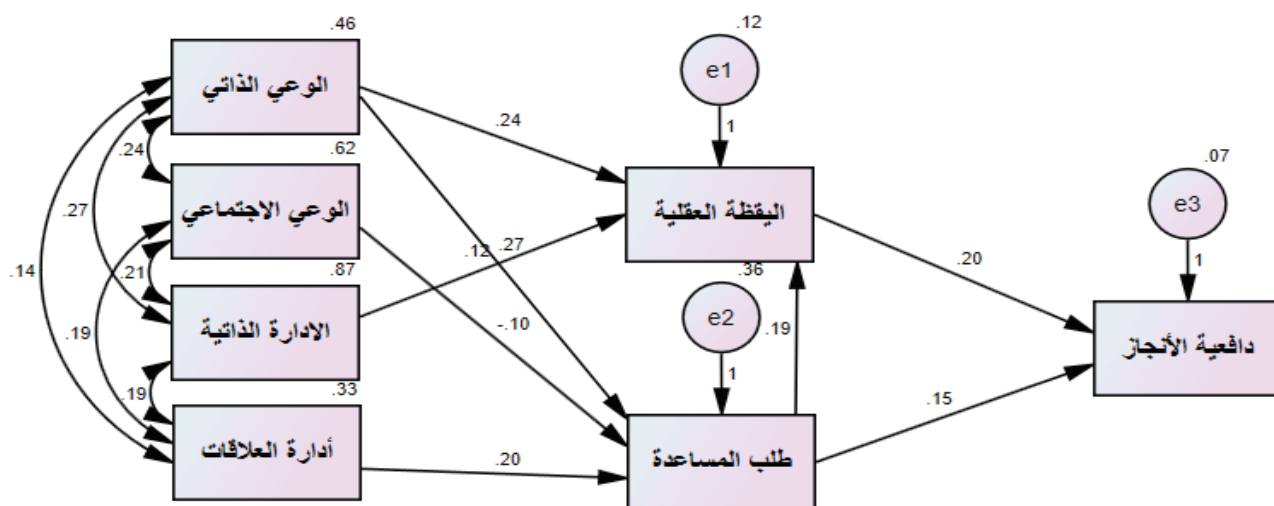 .46
الوعي الذاتي
.62
الوعي الاجتماعي
.87
الادارة الذاتية
.33
أدارة العلاقات
.24
.27
.14
.21
.19
.19
.24
.12
.27
-.10
.20
.12
e1
1
اليقظة العقلية
.36
e2
1
.19
طلب المساعدة
.20
.15
.07
e3
1
دافعية الأنجاز